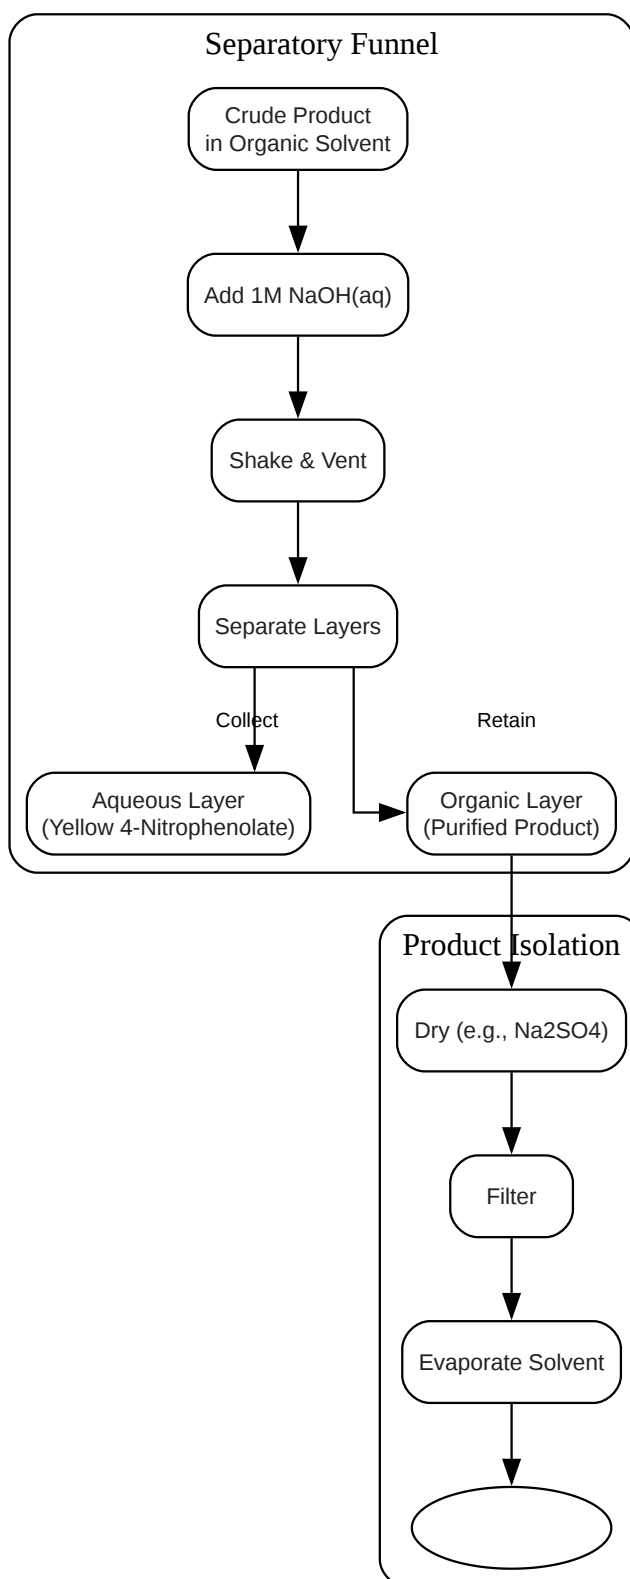 Separatory Funnel
Crude Product
in Organic Solvent
Add 1M NaOH(aq)
Shake & Vent
Separate Layers
Collect
Retain
Aqueous Layer
(Yellow 4-Nitrophenolate)
Organic Layer
(Purified Product)
Product Isolation
Dry (e.g., Na2SO4)
Filter
Evaporate Solvent